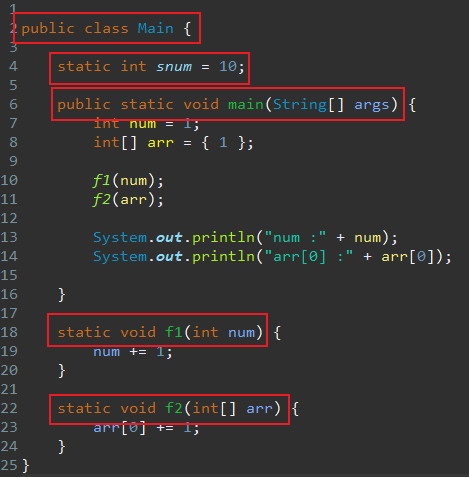 1
2 public class Main {
3
4     static int snum = 10;
5
6     public static void main(String[] args) {
7         int num = 1;
8         int[] arr = { 1 };
9
10         f1(num);
11         f2(arr);
12
13         System.out.println("num :" + num);
14         System.out.println("arr[0] :" + arr[0]);
15
16     }
17
18     static void f1(int num) {
19         num += 1;
20     }
21
22     static void f2(int[] arr) {
23         arr[0] += 1;
24     }
25 }